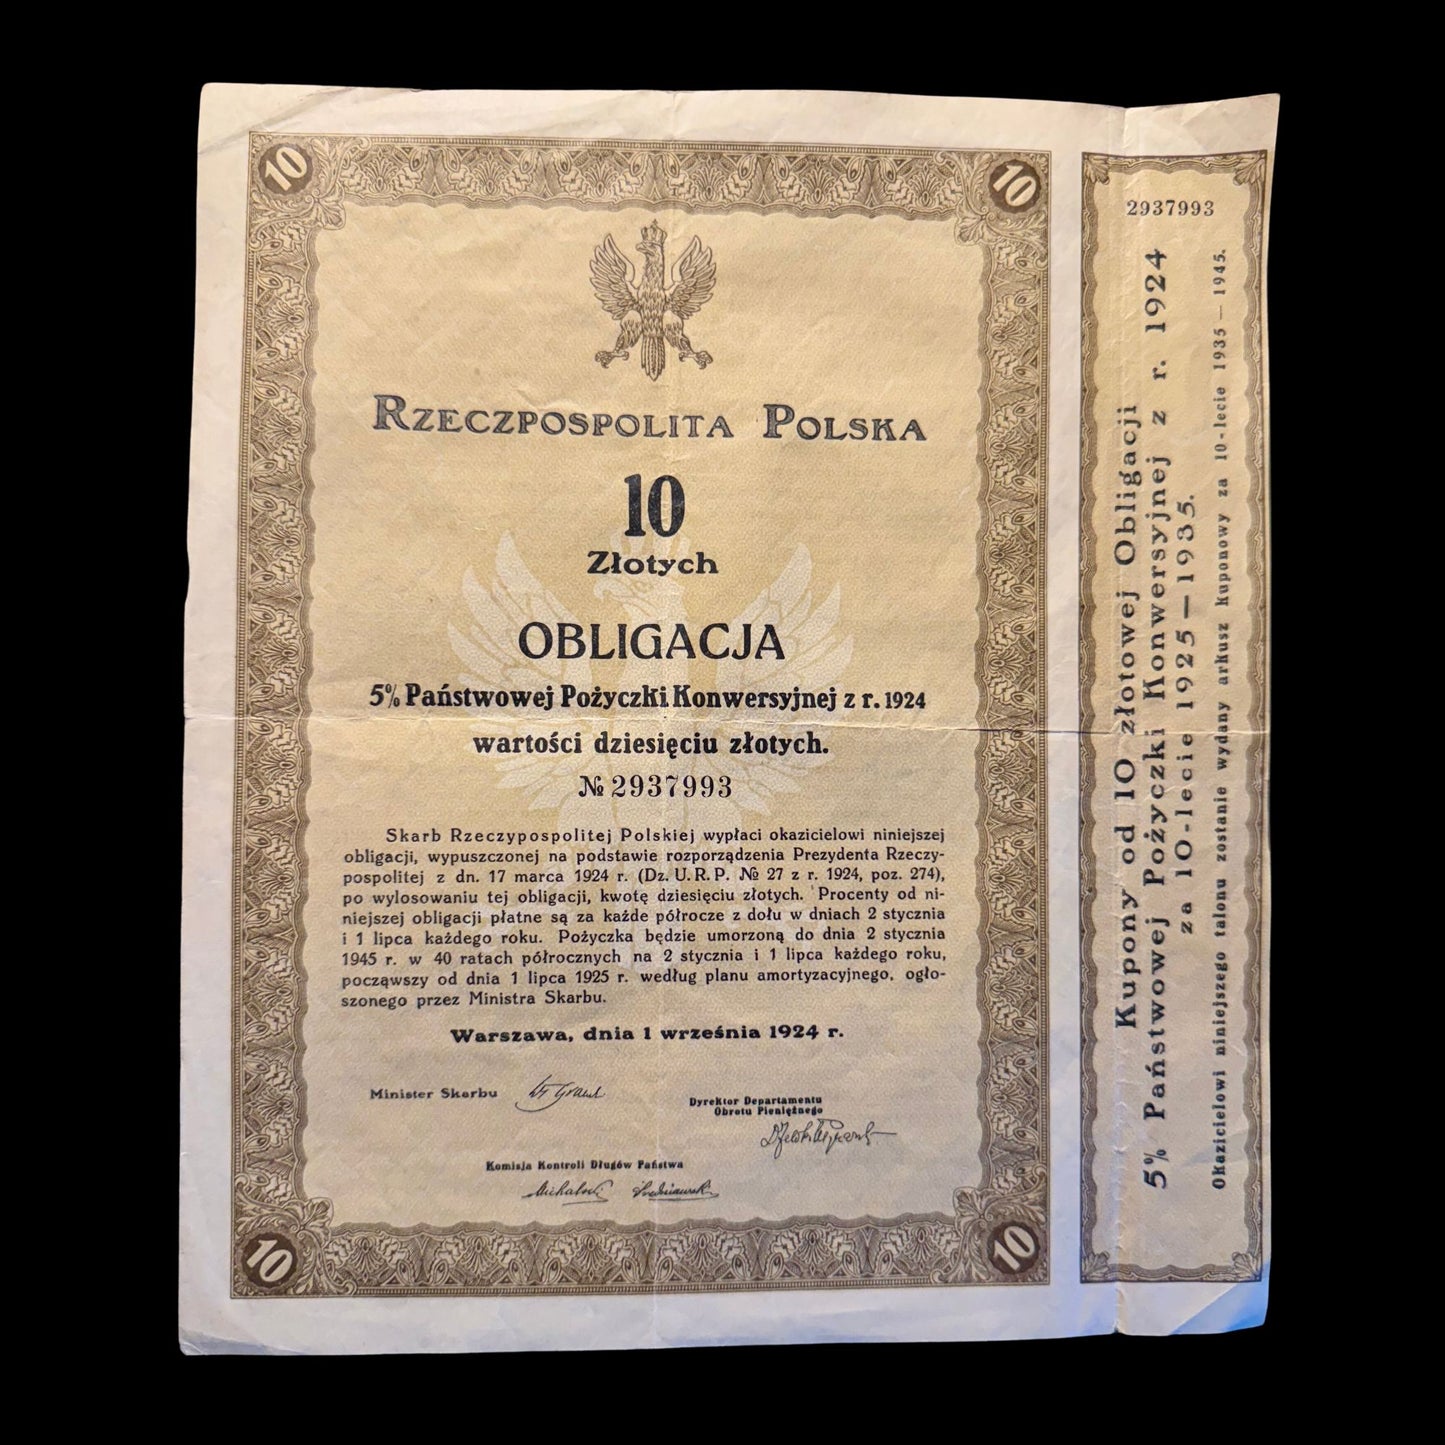 10
10
RZECZPOSPOLITA POLSKA
10
Złotych
OBLIGACJA
5% Państwowej Pożyczki Konwersyjnej z r. 1924
wartości dziesięciu złotych.
№ 2937993
Skarb Rzeczypospolitej Polskiej wypłaci okazicielowi niniejszej
obligacji, wypuszczonej na podstawie rozporządzenia Prezydenta Rzeczy-
pospolitej z dn. 17 marca 1924 r. (Dz. U. R. P. № 27 z r. 1924, poz. 274),
po wylosowaniu tej obligacji, kwotę dziesięciu złotych. Procenty od ni-
niejszej obligacji płatne są za każde półrocze z dołu w dniach 2 stycznia
i 1 lipca każdego roku. Pożyczka będzie umorzoną do dnia 2 stycznia
1945 r. w 40 ratach półrocznych na 2 stycznia i 1 lipca każdego roku,
począwszy od dnia 1 lipca 1925 r. według planu amortyzacyjnego, ogło-
szonego przez Ministra Skarbu.
Warszawa, dnia 1 września 1924 r.
Minister Skarbu
Dyrektor Departamentu
Obrotu Pieniężnego
Komisja Kontroli Długów Państwa
10
10
2937993
Kupony od 10 złotowej Obligacji
5% Państwowej Pożyczki Konwersyjnej z r. 1924
za 10-lecie 1925—1935.
Okazicielowi niniejszego talonu zostanie wydany arkusz kuponowy za 10-lecie 1935—1945.